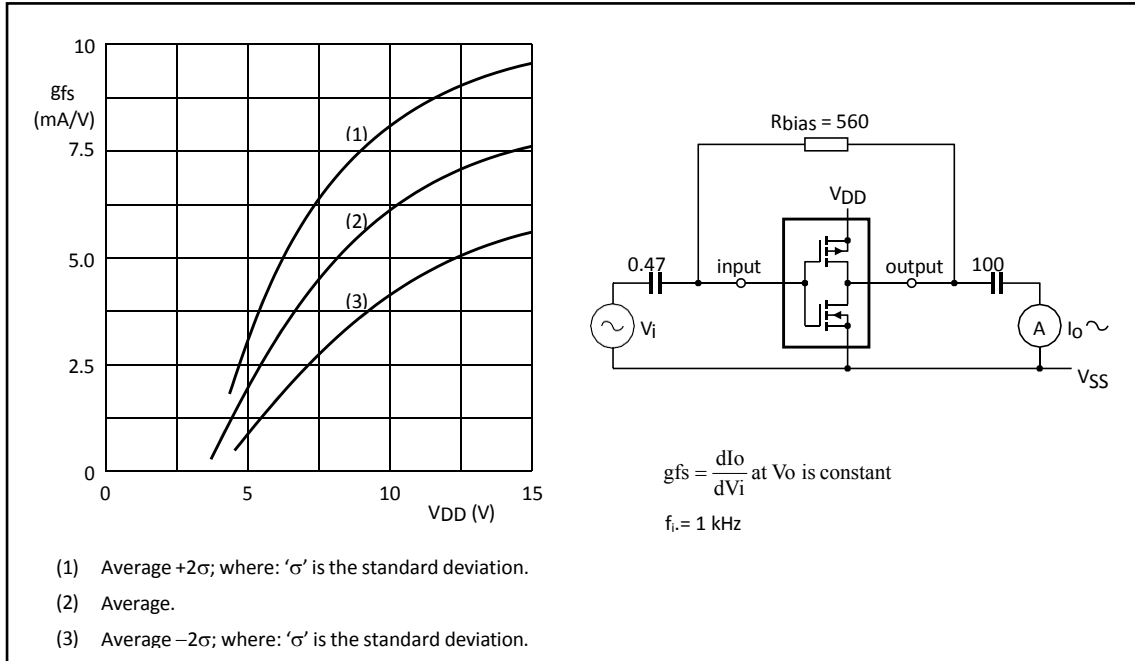 10
gfs
(mA/V)
7.5
5.0
2.5
0
0
5
10
15
VDD (V)
(1)
(2)
(3)
Rbias = 560
VDD
0.47
input
output
100
Vi
A
Io
VSS
gfs = dIo/dVi at Vo is constant
fi.= 1 kHz
(1) Average +2σ; where: ‘σ’ is the standard deviation.
(2) Average.
(3) Average −2σ; where: ‘σ’ is the standard deviation.